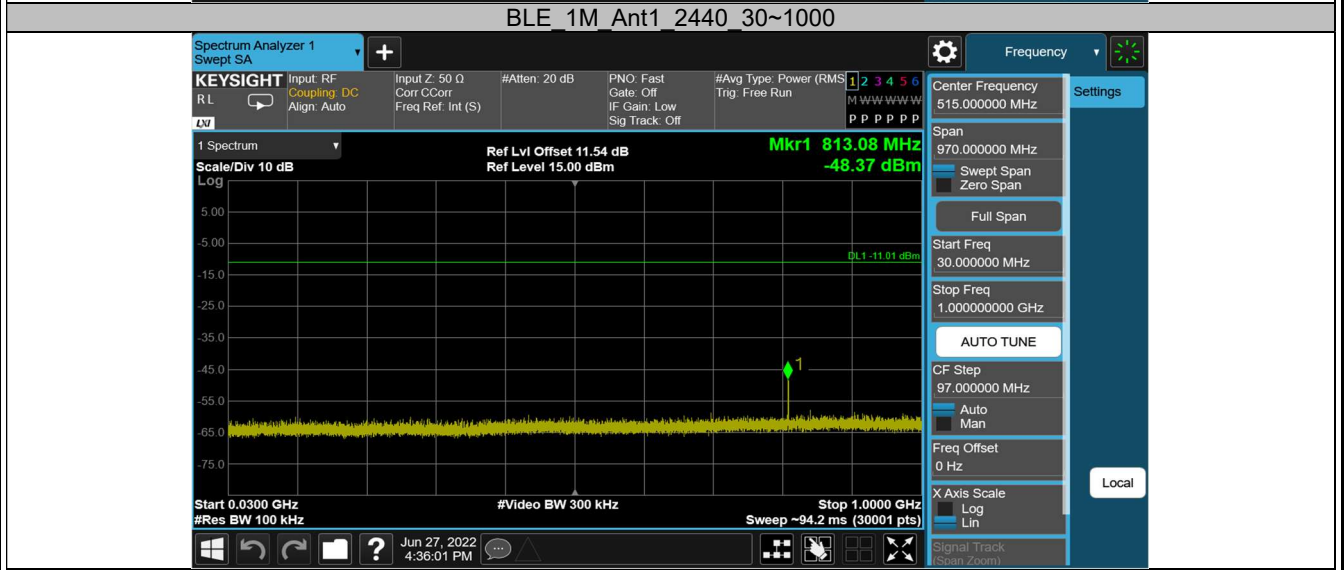 BLE_1M_Ant1_2440_30~1000
Spectrum Analyzer 1
Swept SA
Frequency
KEYSIGHT
RL
LXI
Input: RF
Coupling: DC
Align: Auto
Input Z: 50 Ω
Corr CCorr
Freq Ref: Int (S)
#Atten: 20 dB
PNO: Fast
Gate: Off
IF Gain: Low
Sig Track: Off
#Avg Type: Power (RMS
Trig: Free Run
1 2 3 4 5 6
M W W W W W
P P P P P P
1 Spectrum
Scale/Div 10 dB
Log
Ref Lvl Offset 11.54 dB
Ref Level 15.00 dBm
Mkr1 813.08 MHz
-48.37 dBm
5.00
-5.00
DL1 -11.01 dBm
-15.0
-25.0
-35.0
1
-45.0
-55.0
-65.0
-75.0
Start 0.0300 GHz
#Res BW 100 kHz
#Video BW 300 kHz
Stop 1.0000 GHz
Sweep ~94.2 ms (30001 pts)
Jun 27, 2022
4:36:01 PM
Center Frequency
515.000000 MHz
Settings
Span
970.000000 MHz
Swept Span
Zero Span
Full Span
Start Freq
30.000000 MHz
Stop Freq
1.000000000 GHz
AUTO TUNE
CF Step
97.000000 MHz
Auto
Man
Freq Offset
0 Hz
X Axis Scale
Log
Lin
Local
Signal Track
(Span Zoom)